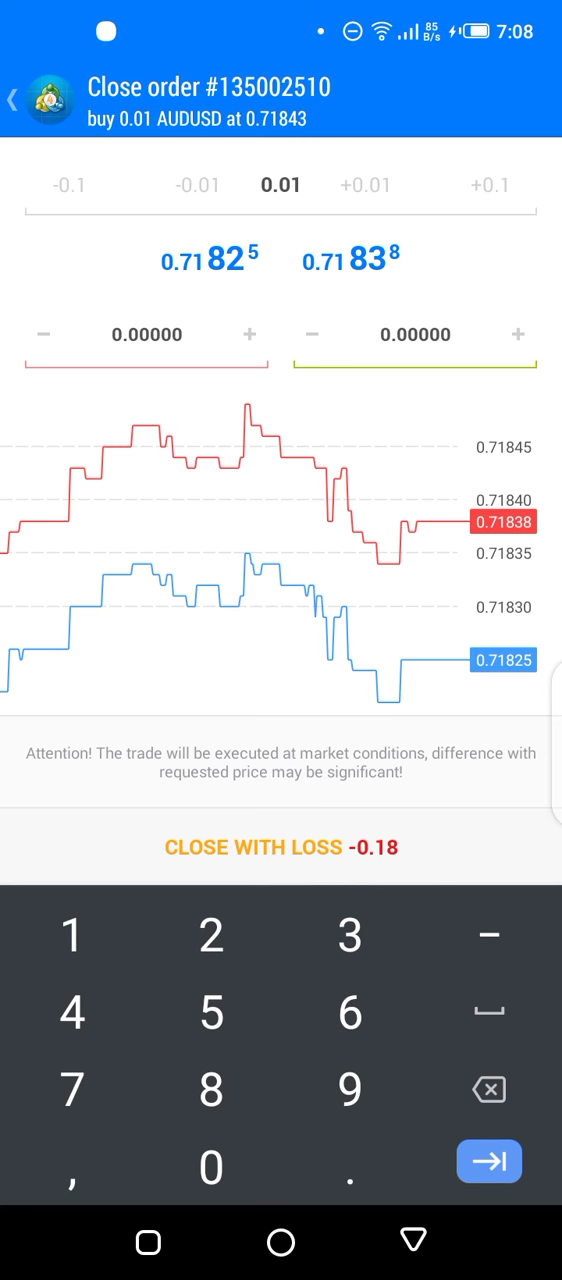 85
B/s
7:08
Close order #135002510
buy 0.01 AUDUSD at 0.71843
-0.1 -0.01 0.01 +0.01 +0.1
0.71825 0.71838
− 0.00000 + − 0.00000 +
0.71845
0.71840
0.71838
0.71835
0.71830
0.71825
Attention! The trade will be executed at market conditions, difference with
requested price may be significant!
CLOSE WITH LOSS -0.18
1 2 3 −
4 5 6
7 8 9
, 0 .